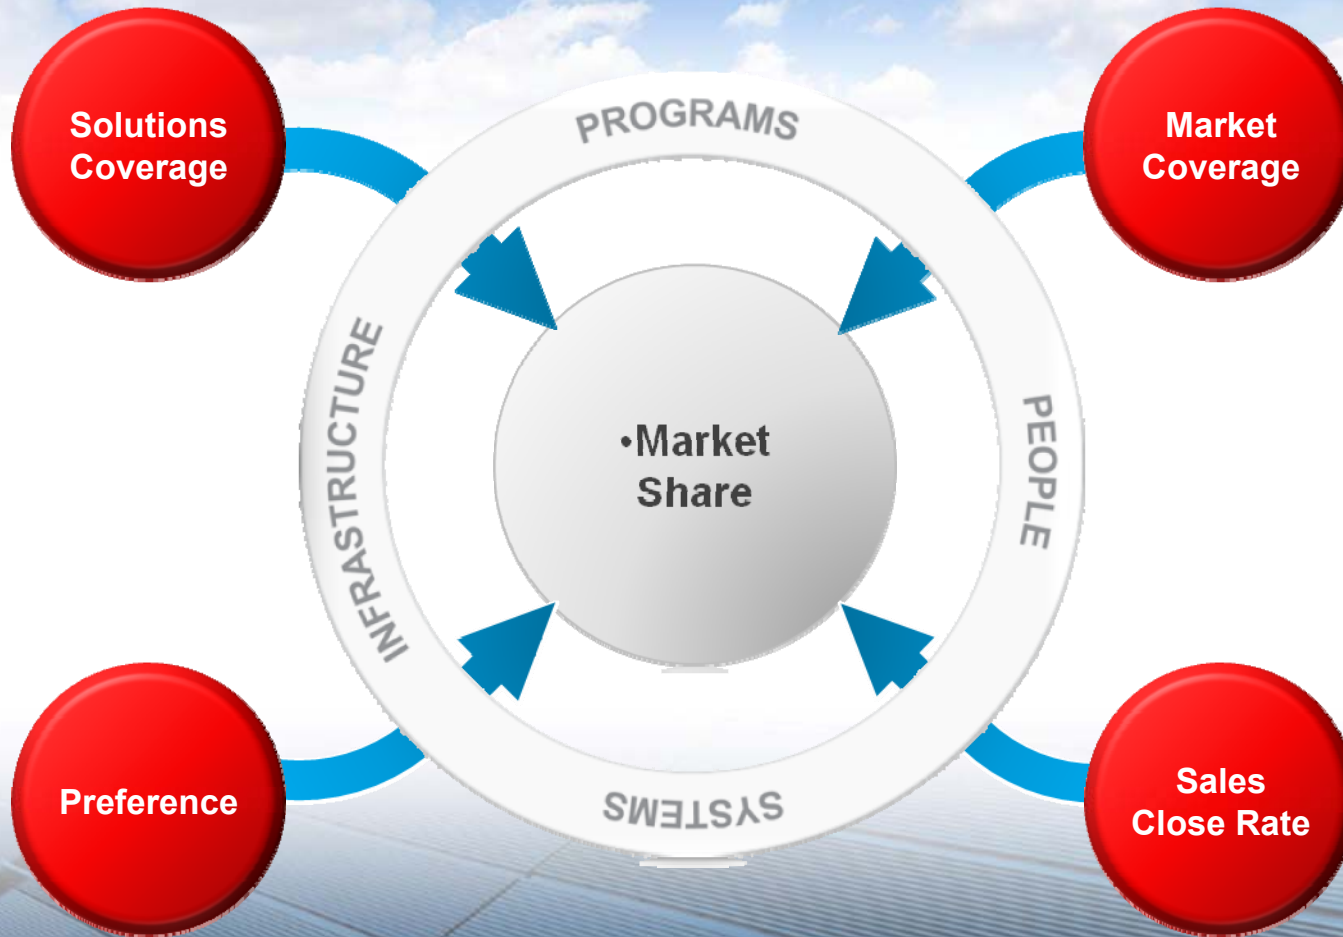 Solutions
Coverage
Market
Coverage
PROGRAMS
INFRASTRUCTURE
PEOPLE
•Market
Share
SYSTEMS
Preference
Sales
Close Rate